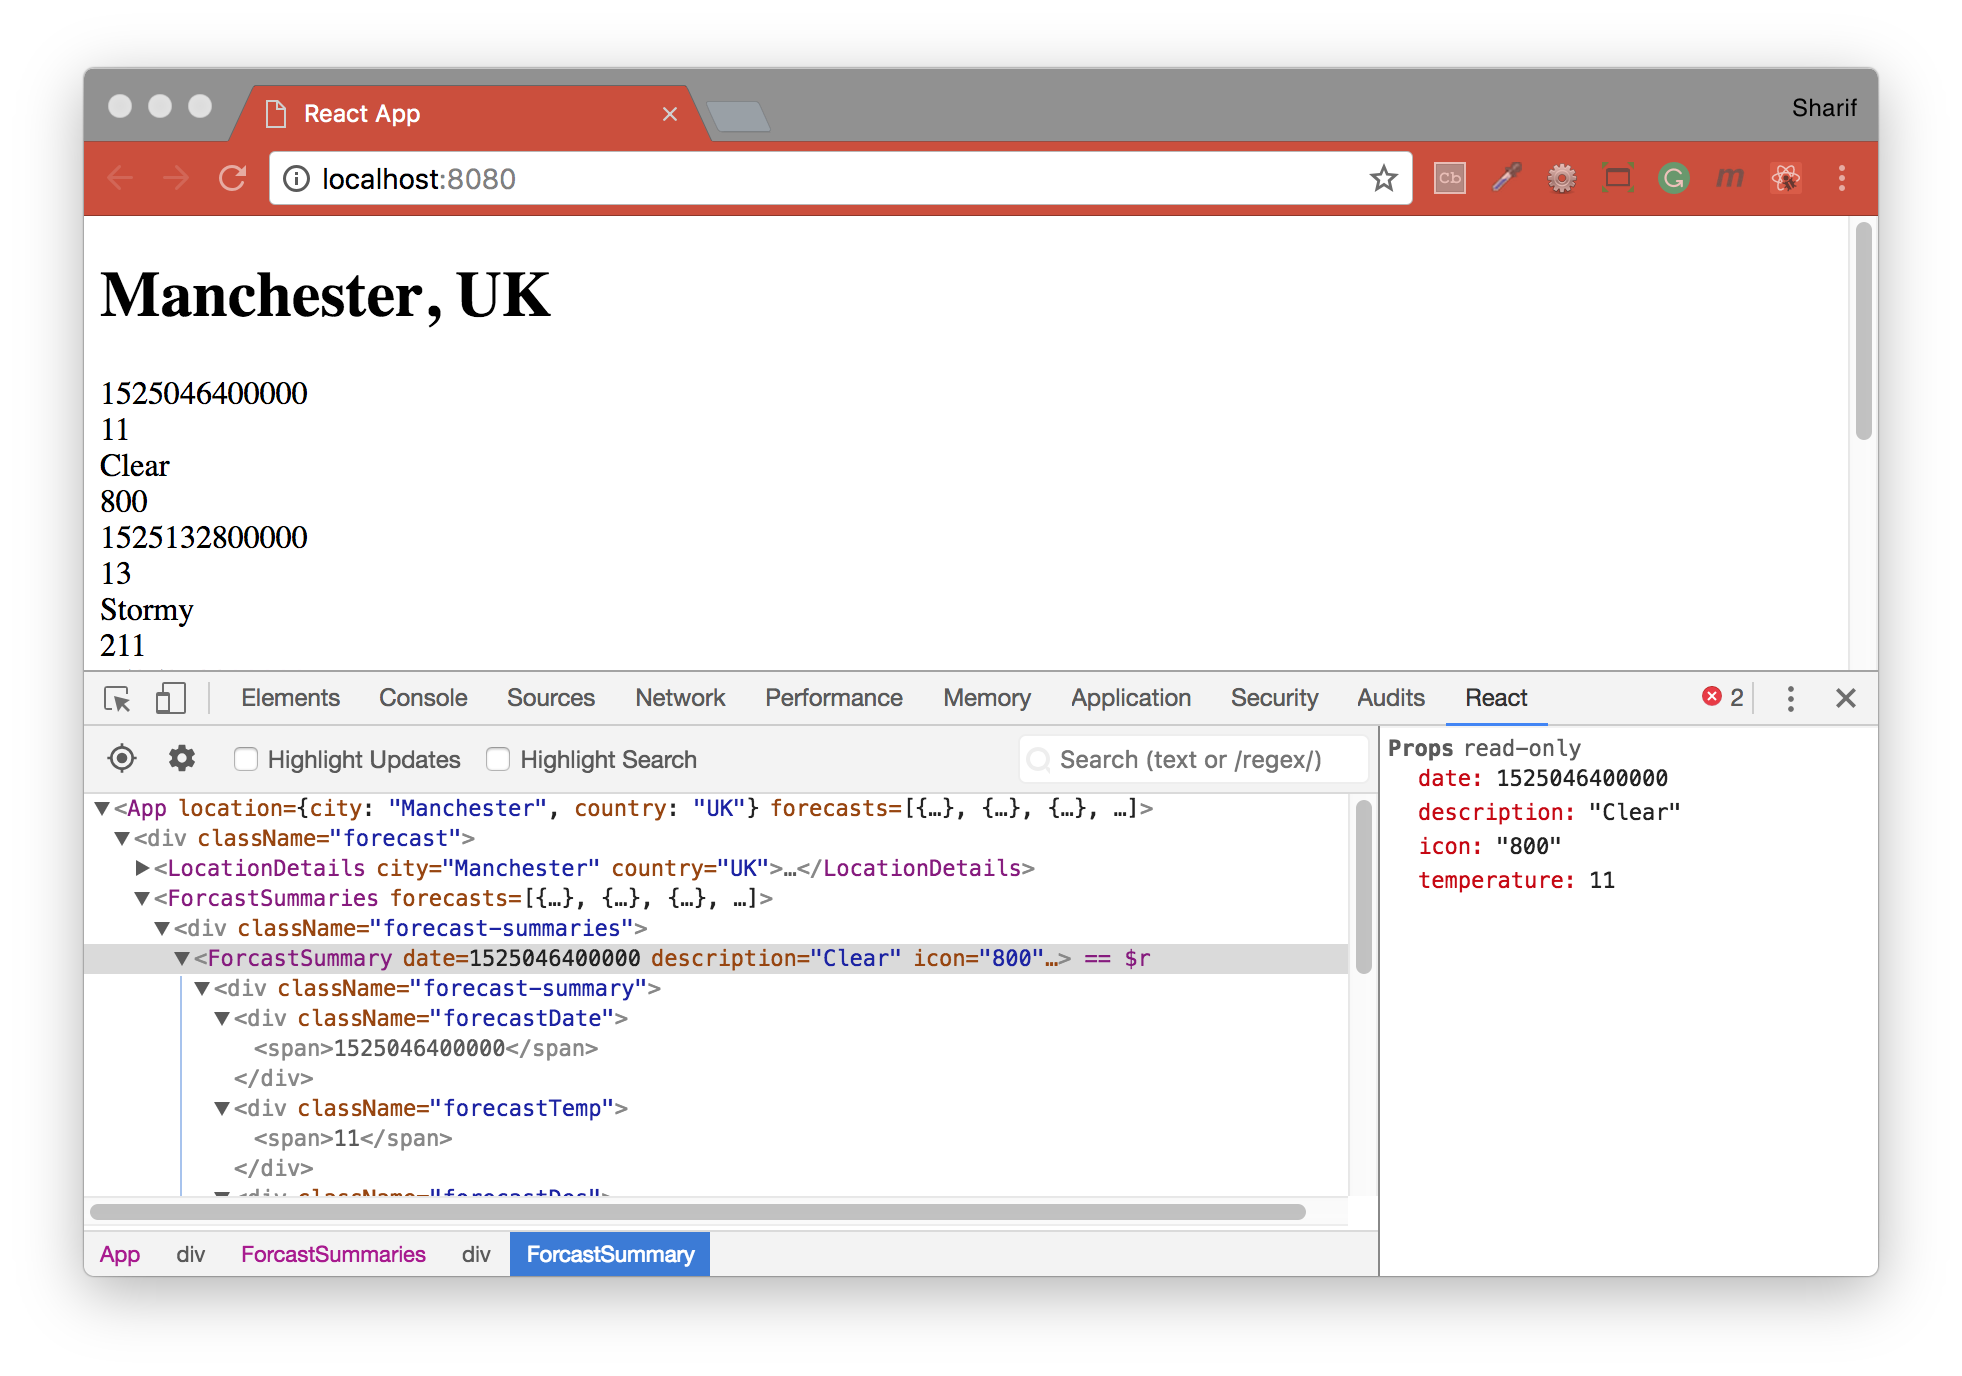 React App
Sharif
localhost:8080
Cb
G
m
Manchester, UK
1525046400000
11
Clear
800
1525132800000
13
Stormy
211
Elements Console Sources Network Performance Memory Application Security Audits React 2
Highlight Updates Highlight Search Search (text or /regex/)
<App location={city: "Manchester", country: "UK"} forecasts=[{…}, {…}, {…}, …]>
<div className="forecast">
<LocationDetails city="Manchester" country="UK">…</LocationDetails>
<ForcastSummaries forecasts=[{…}, {…}, {…}, …]>
<div className="forecast-summaries">
<ForcastSummary date=1525046400000 description="Clear" icon="800"…> == $r
<div className="forecast-summary">
<div className="forecastDate">
<span>1525046400000</span>
</div>
<div className="forecastTemp">
<span>11</span>
</div>
<div className="forecastDes">
App div ForcastSummaries div ForcastSummary
Props read-only
date: 1525046400000
description: "Clear"
icon: "800"
temperature: 11